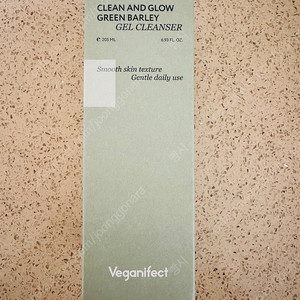 CLEAN AND GLOW
GREEN BARLEY
GEL CLEANSER
℮ 200 ML. 6.93 FL. OZ.
Smooth skin texture
Gentle daily use
Veganifect